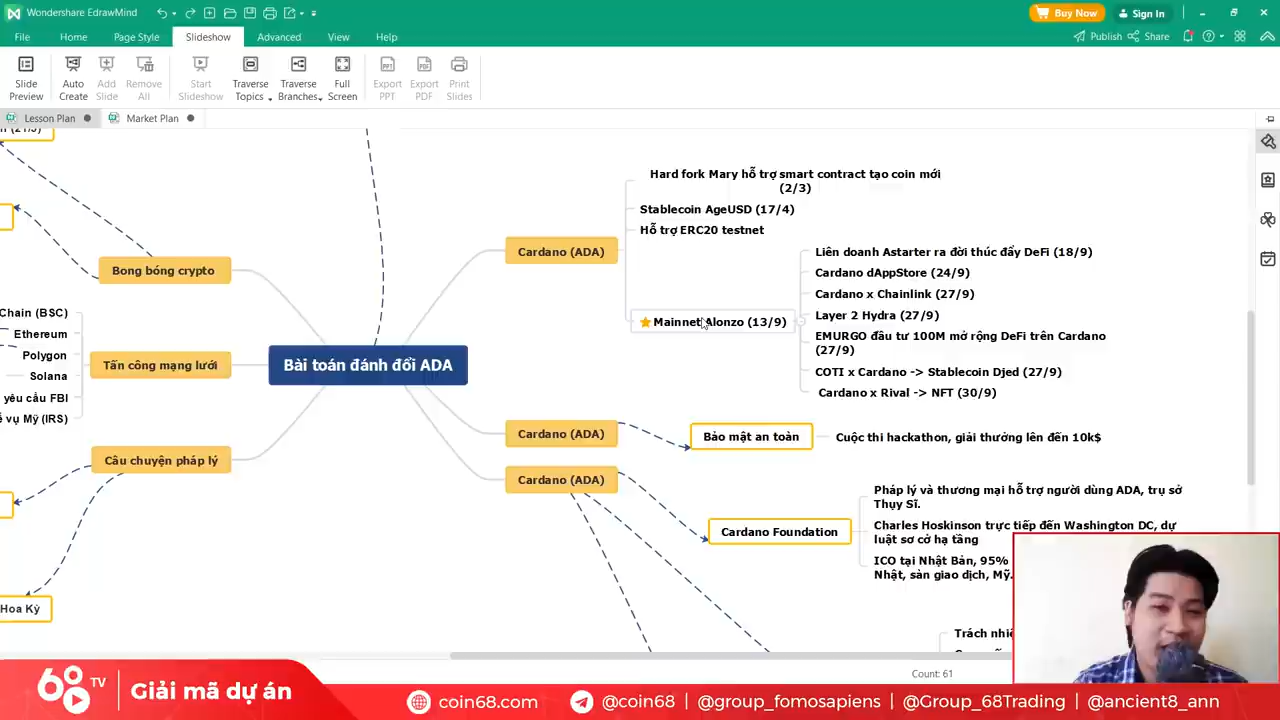 Wondershare EdrawMind
Buy Now
Sign In
File Home Page Style Slideshow Advanced View Help
Publish Share
Slide Preview
Auto Create
Add Slide
Remove All
Start Slideshow
Traverse Topics
Traverse Branches
Full Screen
Export PPT
Export PDF
Print Slides
Lesson Plan
Market Plan
Hard fork Mary hỗ trợ smart contract tạo coin mới
(2/3)
Stablecoin AgeUSD (17/4)
Hỗ trợ ERC20 testnet
Cardano (ADA)
Liên doanh Astarter ra đời thúc đẩy DeFi (18/9)
Cardano dAppStore (24/9)
Cardano x Chainlink (27/9)
Mainnet Alonzo (13/9)
Layer 2 Hydra (27/9)
EMURGO đầu tư 100M mở rộng DeFi trên Cardano
(27/9)
COTI x Cardano -> Stablecoin Djed (27/9)
Cardano x Rival -> NFT (30/9)
Bong bóng crypto
Chain (BSC)
Ethereum
Polygon
Solana
yêu cầu FBI
vụ Mỹ (IRS)
Tấn công mạng lưới
Bài toán đánh đổi ADA
Câu chuyện pháp lý
Hoa Kỳ
Cardano (ADA)
Bảo mật an toàn
Cuộc thi hackathon, giải thưởng lên đến 10k$
Cardano (ADA)
Cardano Foundation
Pháp lý và thương mại hỗ trợ người dùng ADA, trụ sở
Thụy Sĩ.
Charles Hoskinson trực tiếp đến Washington DC, dự
luật sơ cở hạ tầng
ICO tại Nhật Bản, 95%
Nhật, sàn giao dịch, Mỹ.
Trách nhi
Count: 61
68 TV
Giải mã dự án
coin68.com
@coin68 | @group_fomosapiens | @Group_68Trading | @ancient8_ann